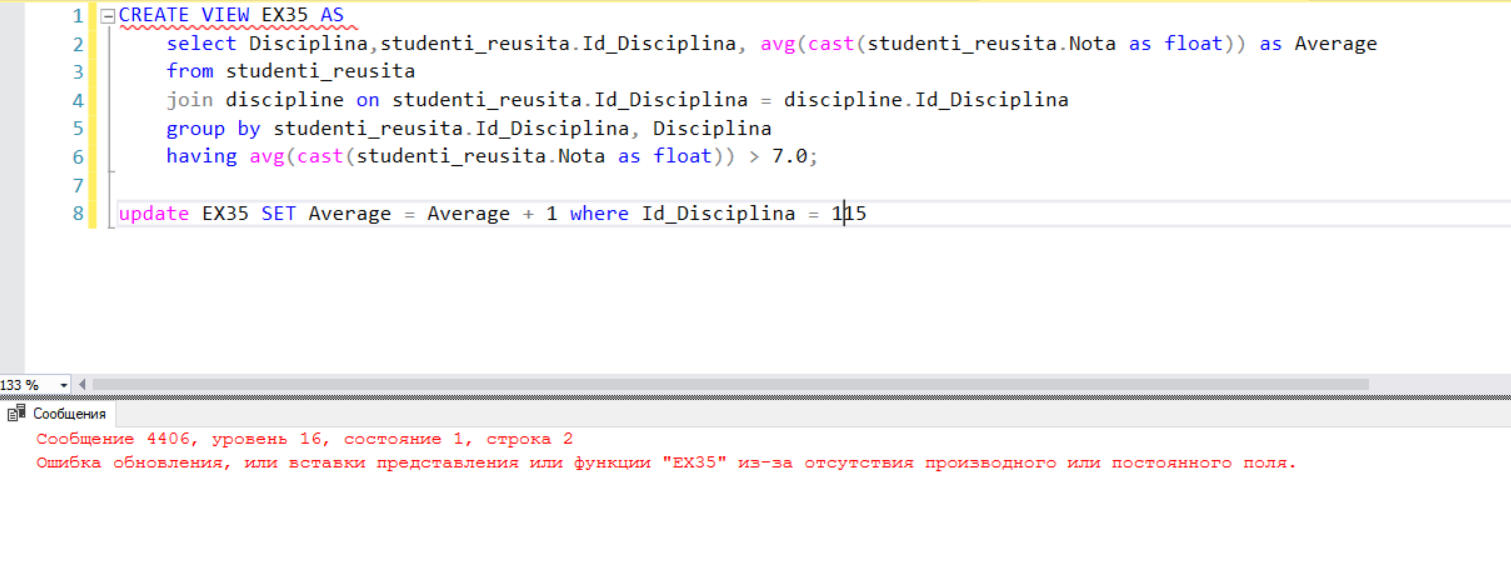 1 CREATE VIEW EX35 AS
2 select Disciplina,studenti_reusita.Id_Disciplina, avg(cast(studenti_reusita.Nota as float)) as Average
3 from studenti_reusita
4 join discipline on studenti_reusita.Id_Disciplina = discipline.Id_Disciplina
5 group by studenti_reusita.Id_Disciplina, Disciplina
6 having avg(cast(studenti_reusita.Nota as float)) > 7.0;
7
8 update EX35 SET Average = Average + 1 where Id_Disciplina = 115
133 %
Сообщения
Сообщение 4406, уровень 16, состояние 1, строка 2
Ошибка обновления, или вставки представления или функции "EX35" из-за отсутствия производного или постоянного поля.